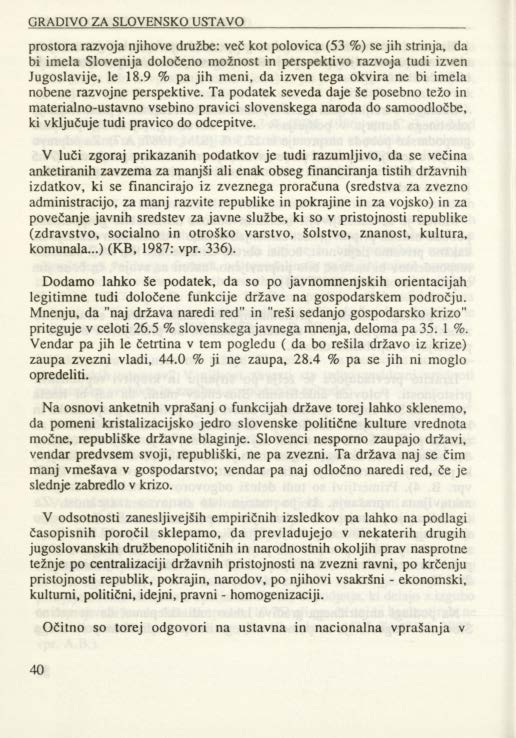 GRADIVO ZA SLOVENSKO USTAVO
prostora razvoja njihove družbe: več kot polovica (53 %) se jih strinja, da
bi imela Slovenija določeno možnost in perspektivo razvoja tudi izven
Jugoslavije, le 18.9 % pa jih meni, da izven tega okvira ne bi imela
nobene razvojne perspektive. Ta podatek seveda daje še posebno težo in
materialno-ustavno vsebino pravici slovenskega naroda do samoodločbe,
ki vključuje tudi pravico do odcepitve.
V luči zgoraj prikazanih podatkov je tudi razumljivo, da se večina
anketiranih zavzema za manjši ali enak obseg financiranja tistih državnih
izdatkov, ki se financirajo iz zveznega proračuna (sredstva za zvezno
administracijo, za manj razvite republike in pokrajine in za vojsko) in za
povečanje javnih sredstev za javne službe, ki so v pristojnosti republike
(zdravstvo, socialno in otroško varstvo, šolstvo, znanost, kultura,
komunala...) (KB, 1987: vpr. 336).
Dodamo lahko še podatek, da so po javnomnenjskih orientacijah
legitimne tudi določene funkcije države na gospodarskem področju.
Mnenju, da "naj država naredi red" in "reši sedanjo gospodarsko krizo"
priteguje v celoti 26.5 % slovenskega javnega mnenja, deloma pa 35. 1 %.
Vendar pa jih le četrtina v tem pogledu ( da bo rešila državo iz krize)
zaupa zvezni vladi, 44.0 % ji ne zaupa, 28.4 % pa se jih ni moglo
opredeliti.
Na osnovi anketnih vprašanj o funkcijah države torej lahko sklenemo,
da pomeni kristalizacijsko jedro slovenske politične kulture vrednota
močne, republiške državne blaginje. Slovenci nesporno zaupajo državi,
vendar predvsem svoji, republiški, ne pa zvezni. Ta država naj se čim
manj vmešava v gospodarstvo; vendar pa naj odločno naredi red, če je
slednje zabredlo v krizo.
V odsotnosti zanesljivejših empiričnih izsledkov pa lahko na podlagi
časopisnih poročil sklepamo, da prevladujejo v nekaterih drugih
jugoslovanskih družbenopolitičnih in narodnostnih okoljih prav nasprotne
težnje po centralizaciji državnih pristojnosti na zvezni ravni, po krčenju
pristojnosti republik, pokrajin, narodov, po njihovi vsakršni - ekonomski,
kulturni, politični, idejni, pravni - homogenizaciji.
Očitno so torej odgovori na ustavna in nacionalna vprašanja v
40